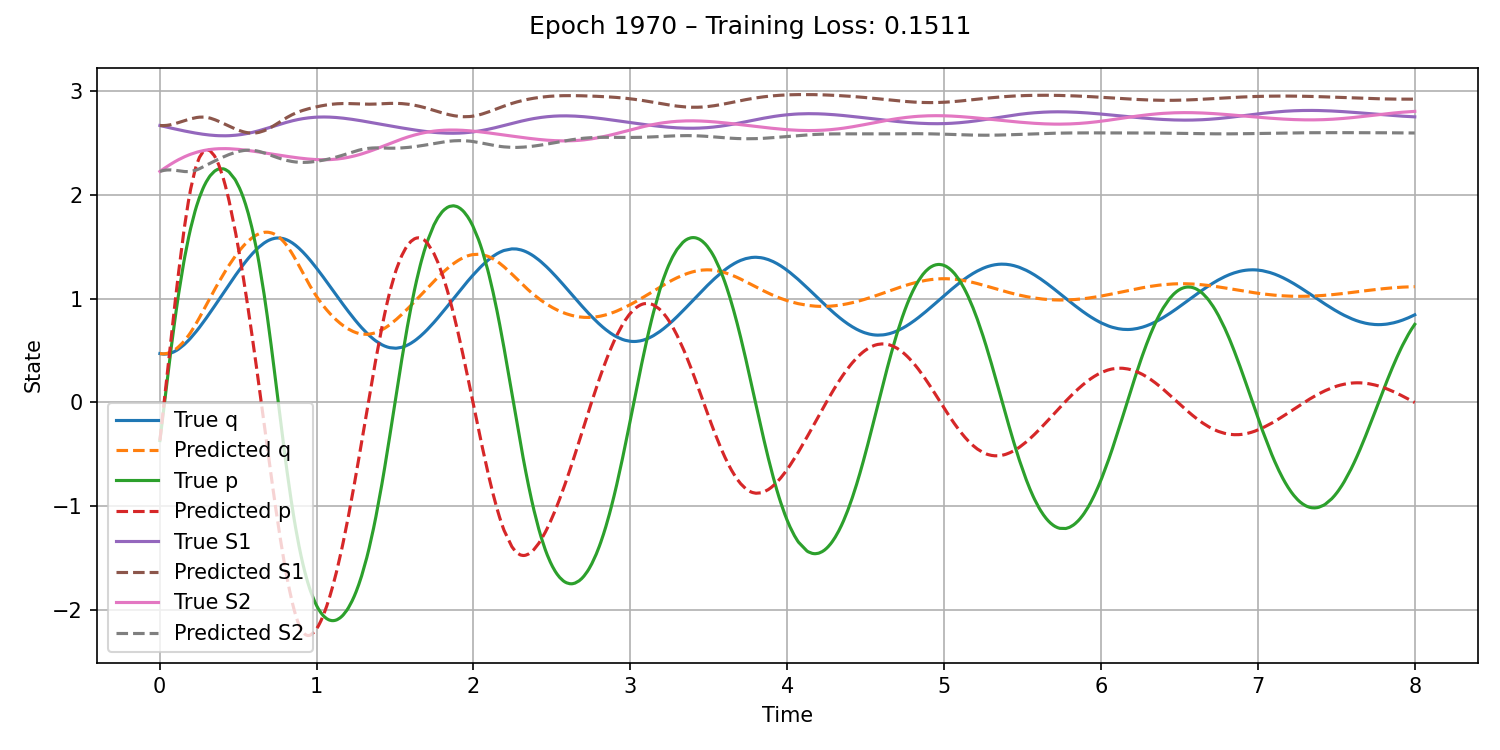 Epoch 1970 – Training Loss: 0.1511
3
2
1
0
−1
−2
State
True q
Predicted q
True p
Predicted p
True S1
Predicted S1
True S2
Predicted S2
0 1 2 3 4 5 6 7 8
Time